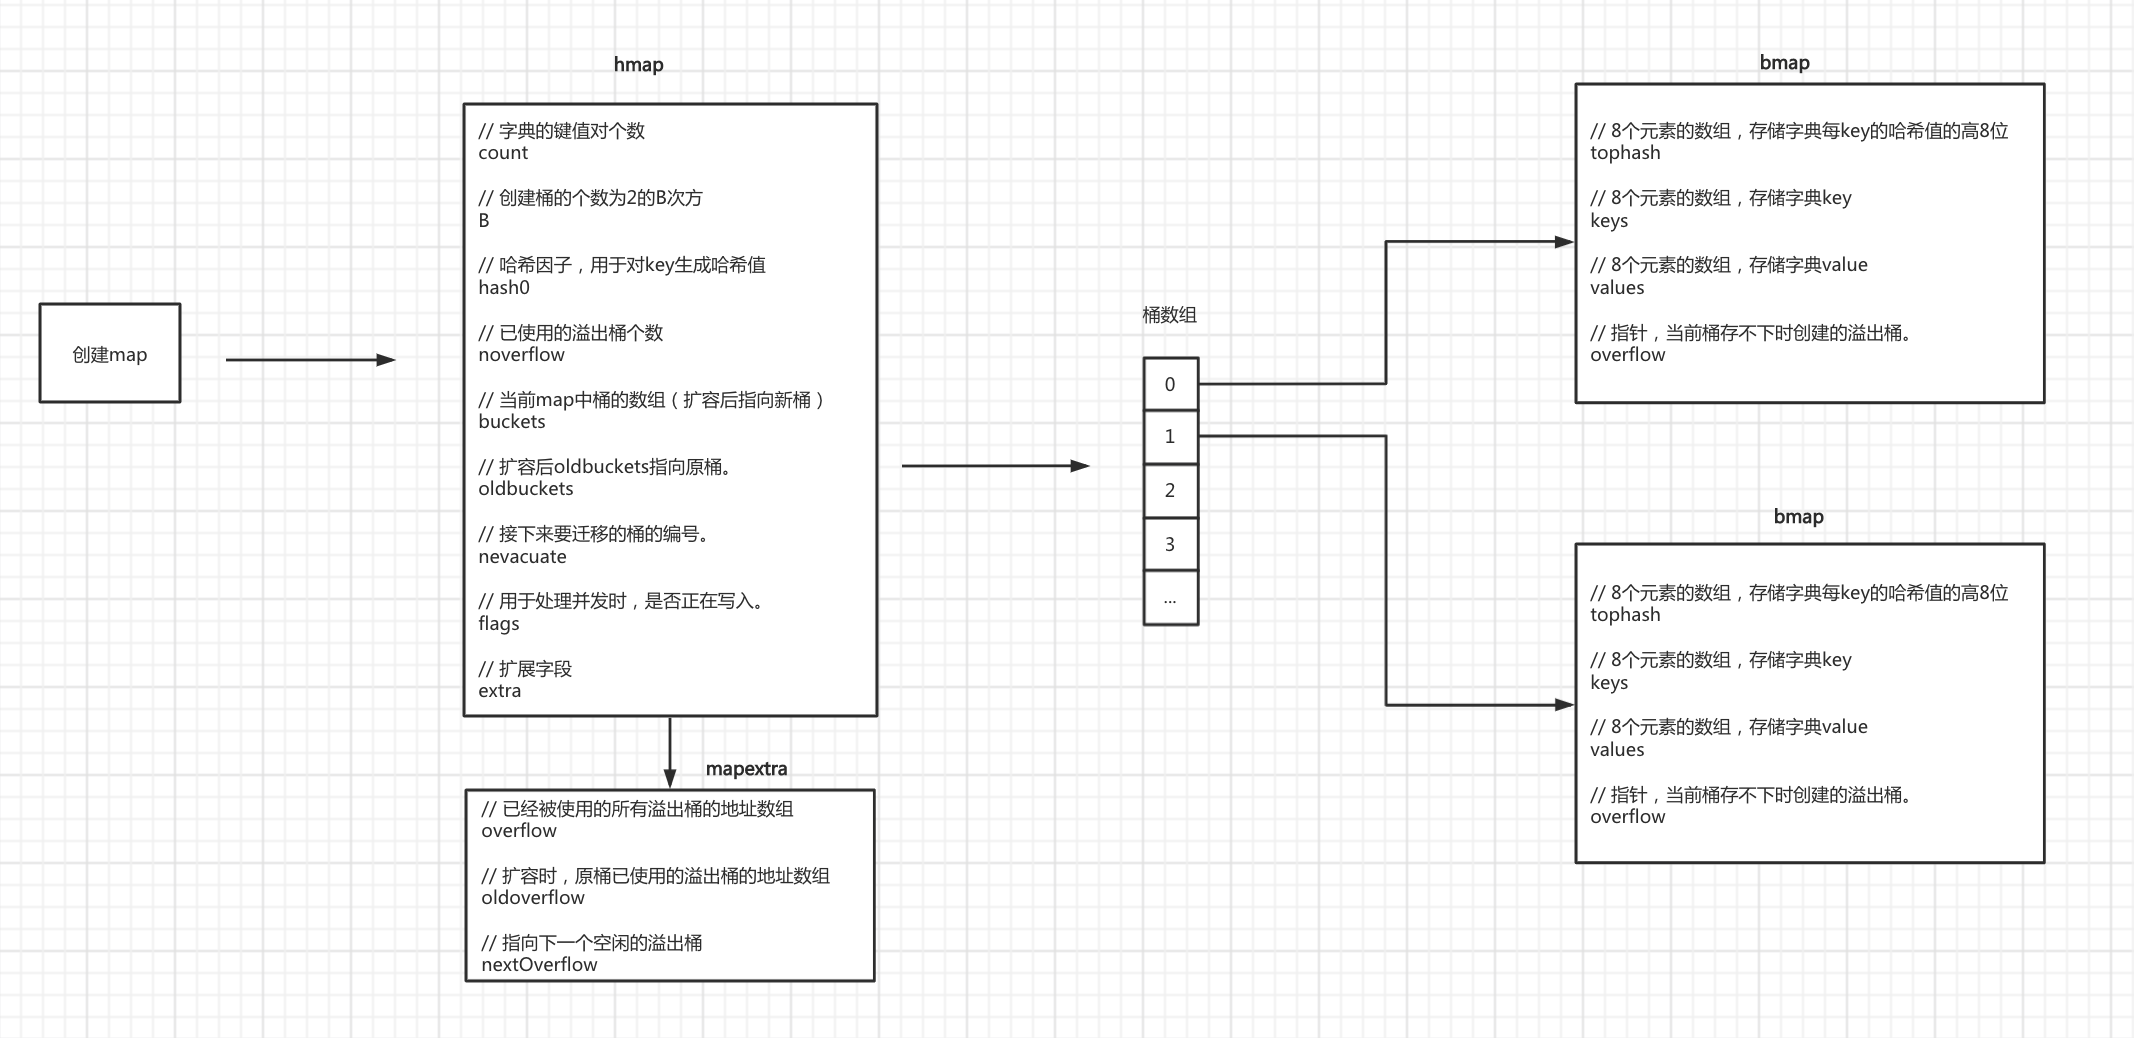 创建map
hmap
// 字典的键值对个数
count
// 创建桶的个数为2的B次方
B
// 哈希因子，用于对key生成哈希值
hash0
// 已使用的溢出桶个数
noverflow
// 当前map中桶的数组（扩容后指向新桶）
buckets
// 扩容后oldbuckets指向原桶。
oldbuckets
// 接下来要迁移的桶的编号。
nevacuate
// 用于处理并发时，是否正在写入。
flags
// 扩展字段
extra
mapextra
// 已经被使用的所有溢出桶的地址数组
overflow
// 扩容时，原桶已使用的溢出桶的地址数组
oldoverflow
// 指向下一个空闲的溢出桶
nextOverflow
桶数组
0
1
2
3
...
bmap
// 8个元素的数组，存储字典每key的哈希值的高8位
tophash
// 8个元素的数组，存储字典key
keys
// 8个元素的数组，存储字典value
values
// 指针，当前桶存不下时创建的溢出桶。
overflow
bmap
// 8个元素的数组，存储字典每key的哈希值的高8位
tophash
// 8个元素的数组，存储字典key
keys
// 8个元素的数组，存储字典value
values
// 指针，当前桶存不下时创建的溢出桶。
overflow